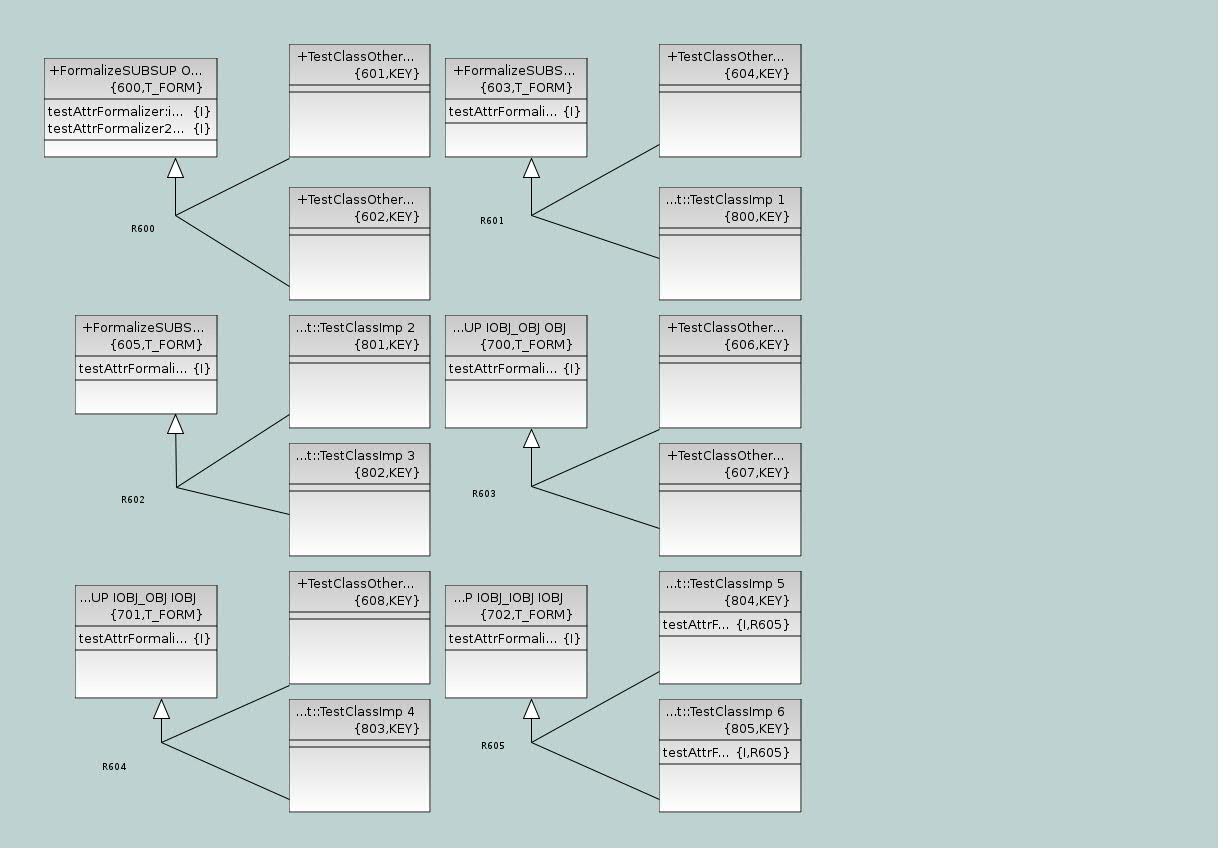 +FormalizeSUBSUP O...
{600,T_FORM}
testAttrFormalizer:i... {I}
testAttrFormalizer2... {I}
R600
+TestClassOther...
{601,KEY}
+TestClassOther...
{602,KEY}
+FormalizeSUBS...
{603,T_FORM}
testAttrFormali... {I}
R601
+TestClassOther...
{604,KEY}
...t::TestClassImp 1
{800,KEY}
+FormalizeSUBS...
{605,T_FORM}
testAttrFormali... {I}
R602
...t::TestClassImp 2
{801,KEY}
...t::TestClassImp 3
{802,KEY}
...UP IOBJ_OBJ OBJ
{700,T_FORM}
testAttrFormali... {I}
R603
+TestClassOther...
{606,KEY}
+TestClassOther...
{607,KEY}
...UP IOBJ_OBJ IOBJ
{701,T_FORM}
testAttrFormali... {I}
R604
+TestClassOther...
{608,KEY}
...t::TestClassImp 4
{803,KEY}
...P IOBJ_IOBJ IOBJ
{702,T_FORM}
testAttrFormali... {I}
R605
...t::TestClassImp 5
{804,KEY}
testAttrF... {I,R605}
...t::TestClassImp 6
{805,KEY}
testAttrF... {I,R605}